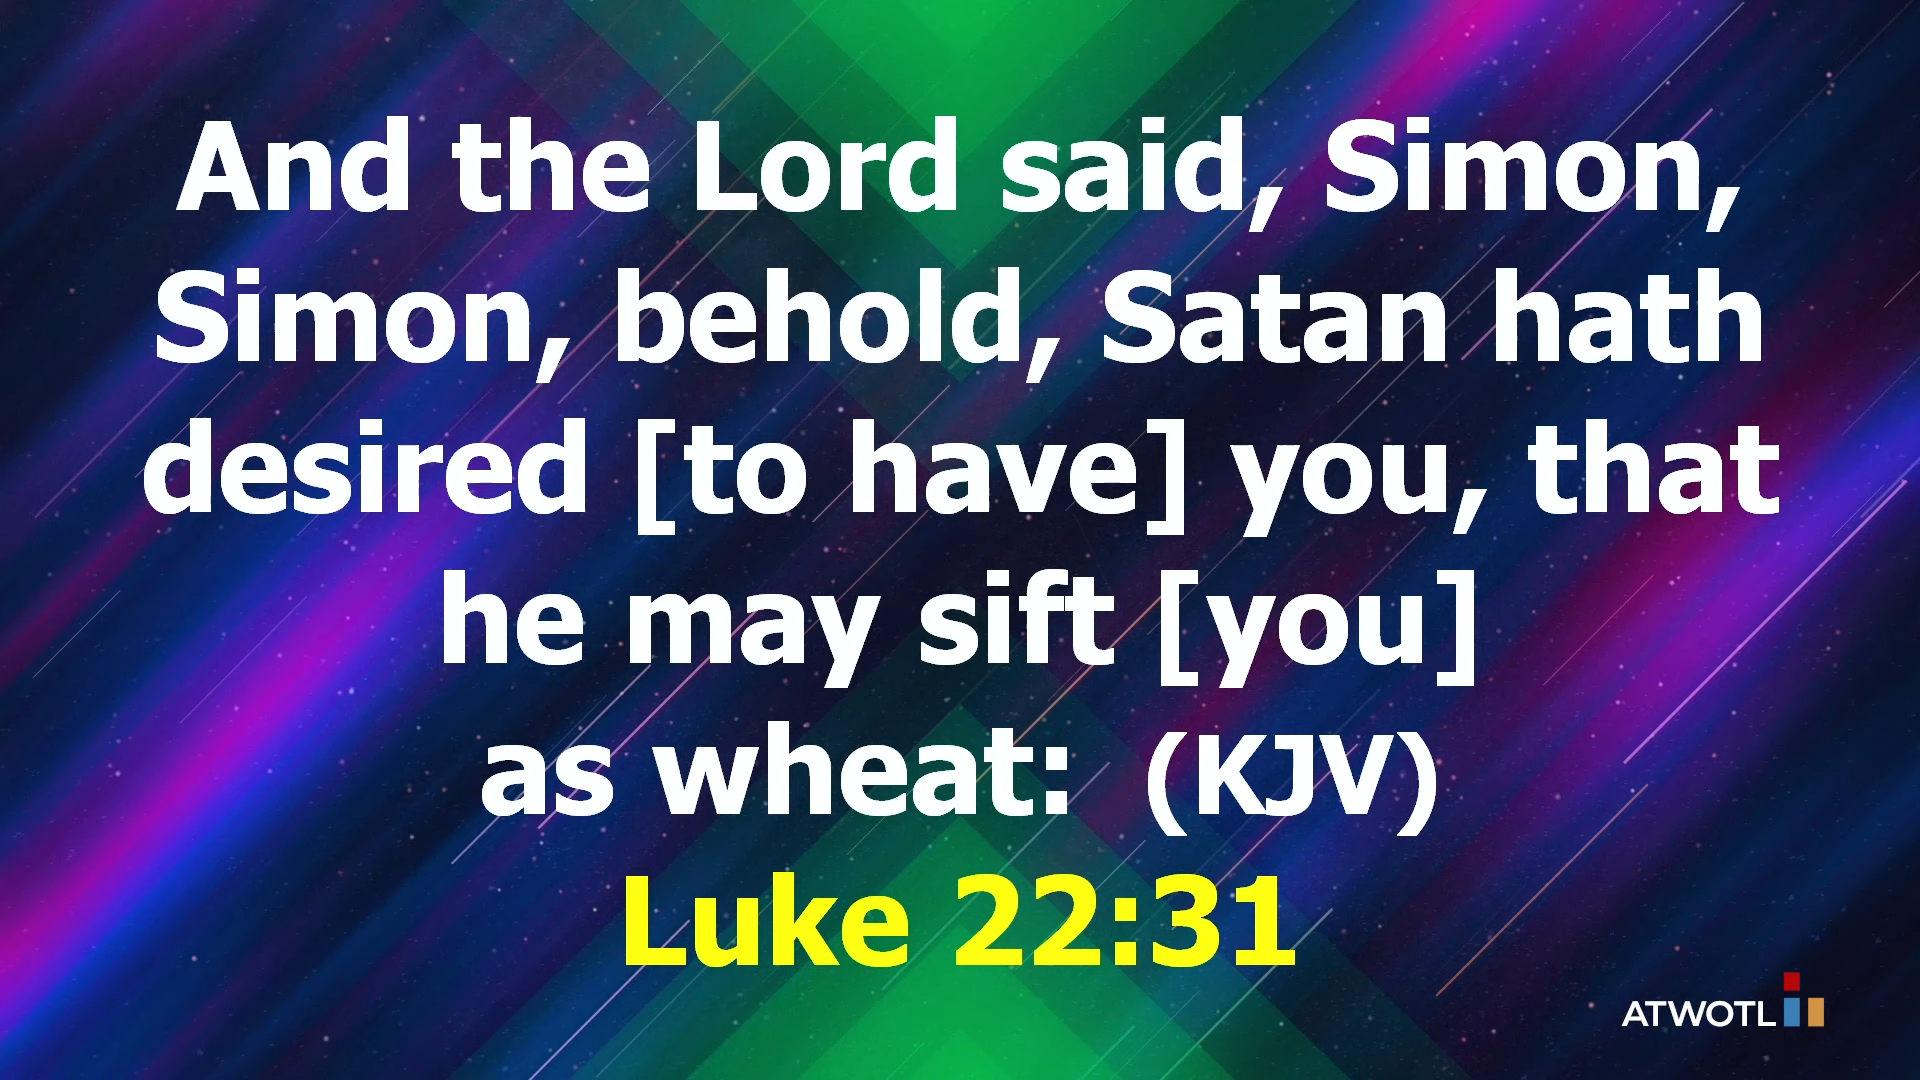 And the Lord said, Simon,
Simon, behold, Satan hath
desired [to have] you, that
he may sift [you]
as wheat:  (KJV)
Luke 22:31
ATWOTL